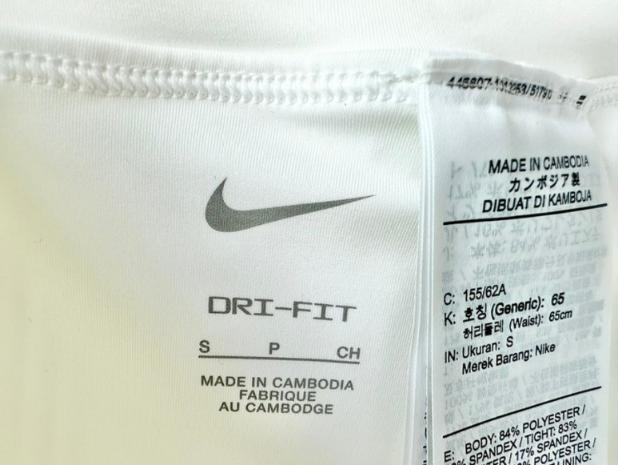 DRI-FIT
S P CH
MADE IN CAMBODIA
FABRIQUE
AU CAMBODGE
MADE IN CAMBODIA
カンボジア製
DIBUAT DI KAMBOJA
C: 155/62A
K: 호칭 (Generic): 65
허리둘레 (Waist): 65cm
IN: Ukuran: S
Merek Barang: Nike
E: BODY: 84% POLYESTER /
SPANDEX / TIGHT: 83%
/ 17% SPANDEX /
POLYESTER /
LINING: